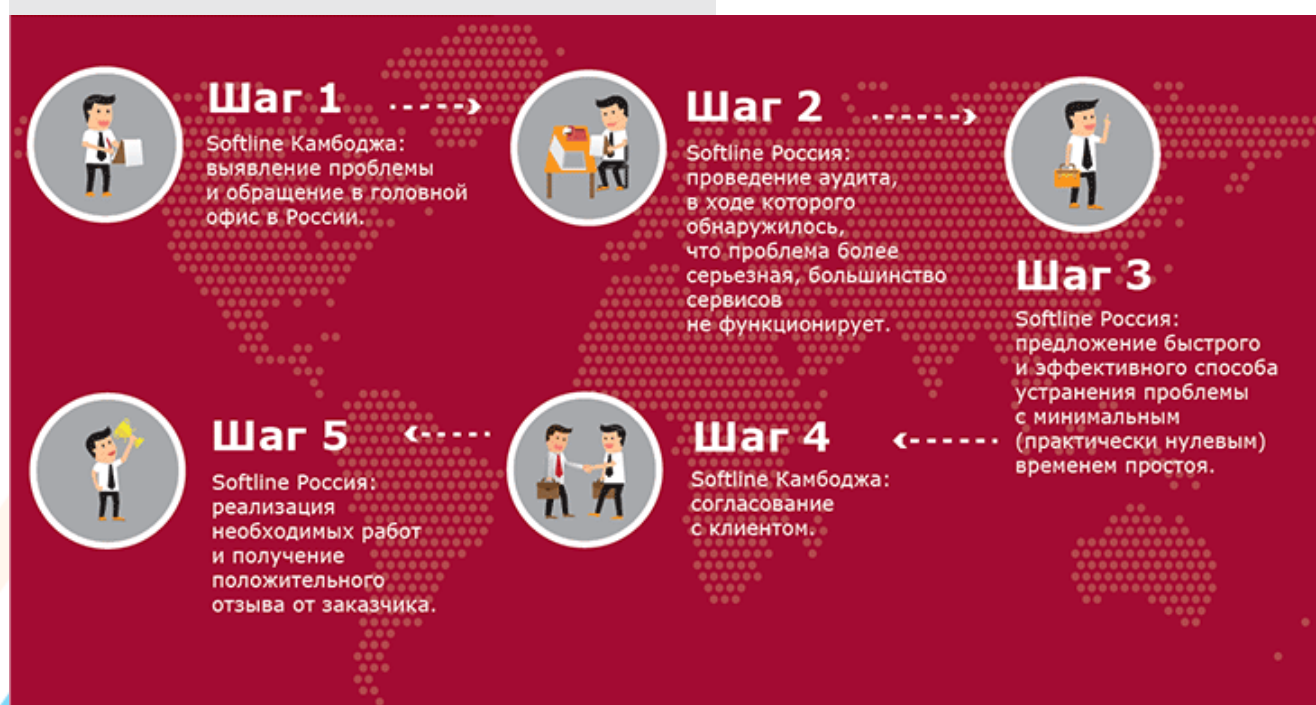 Шаг 1
Softline Камбоджа:
выявление проблемы
и обращение в головной
офис в России.
Шаг 2
Softline Россия:
проведение аудита,
в ходе которого
обнаружилось,
что проблема более
серьезная, большинство
сервисов
не функционирует.
Шаг 3
Softline Россия:
предложение быстрого
и эффективного способа
устранения проблемы
с минимальным
(практически нулевым)
временем простоя.
Шаг 4
Softline Камбоджа:
согласование
с клиентом.
Шаг 5
Softline Россия:
реализация
необходимых работ
и получение
положительного
отзыва от заказчика.